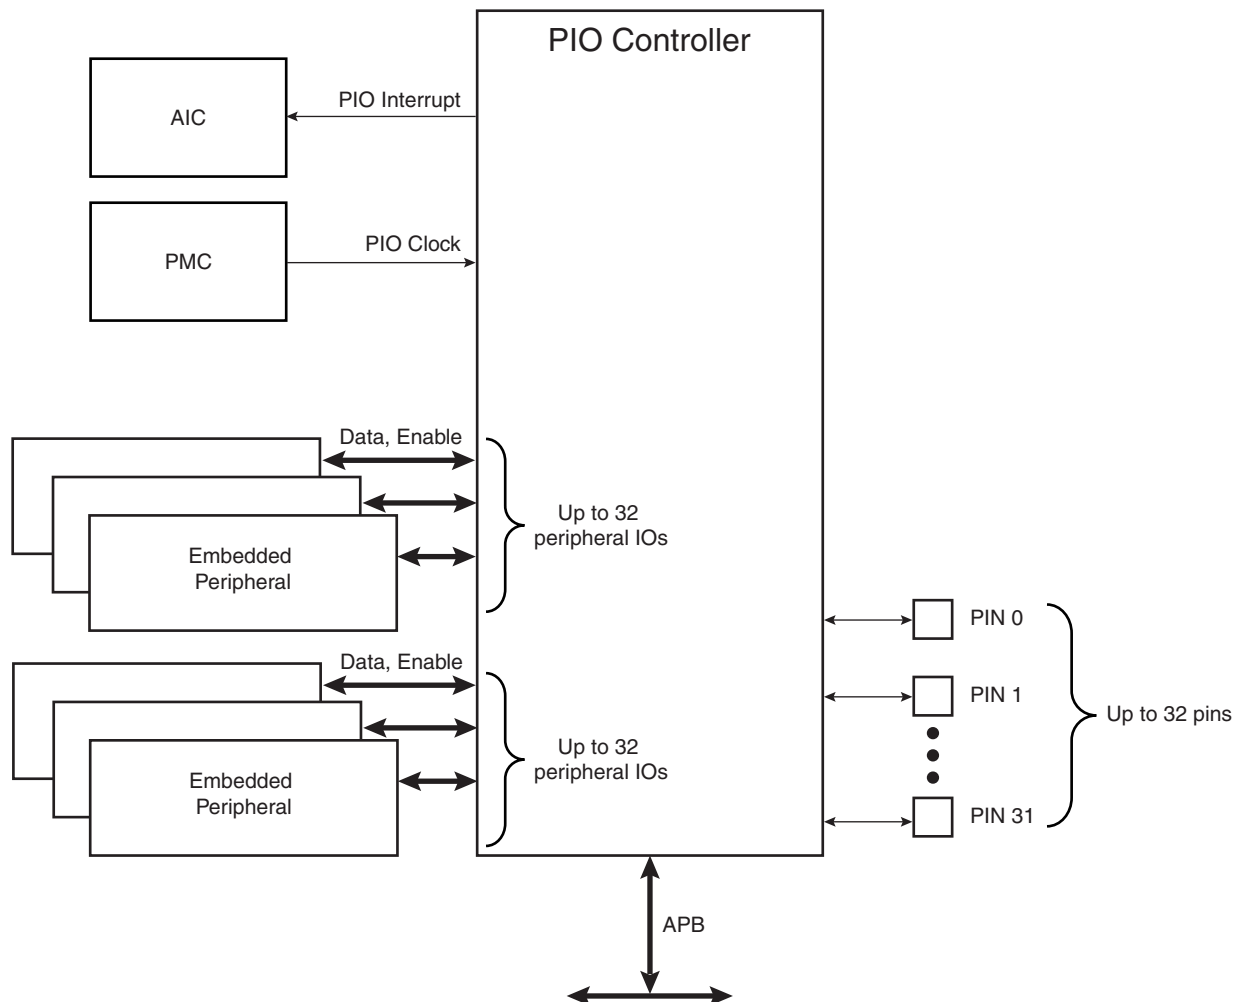 PIO Controller
AIC
PIO Interrupt
PMC
PIO Clock
Data, Enable
Up to 32
peripheral IOs
Embedded
Peripheral
Data, Enable
Up to 32
peripheral IOs
Embedded
Peripheral
PIN 0
PIN 1
Up to 32 pins
PIN 31
APB